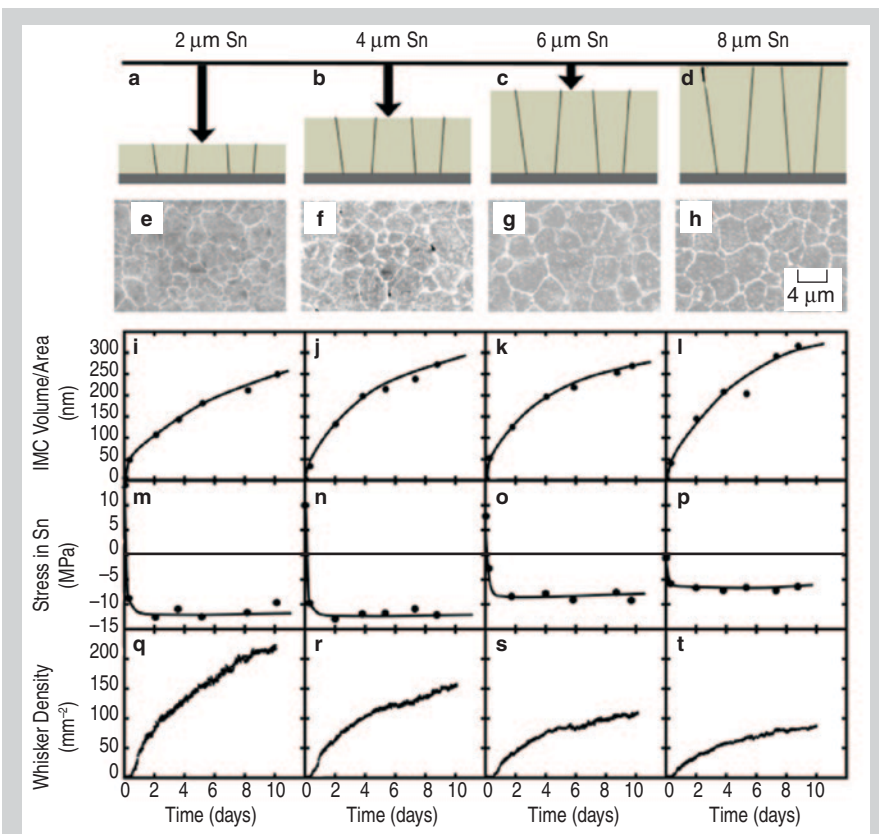 2 μm Sn 4 μm Sn 6 μm Sn 8 μm Sn
a b c d
e f g h
4 μm
i j k l
IMC Volume/Area
(nm)
300
250
200
150
100
50
0
m n o p
Stress in Sn
(MPa)
10
5
0
–5
–10
–15
q r s t
Whisker Density
(mm–2)
200
150
100
50
0
0 2 4 6 8 10 0 2 4 6 8 10 0 2 4 6 8 10 0 2 4 6 8 10
Time (days) Time (days) Time (days) Time (days)